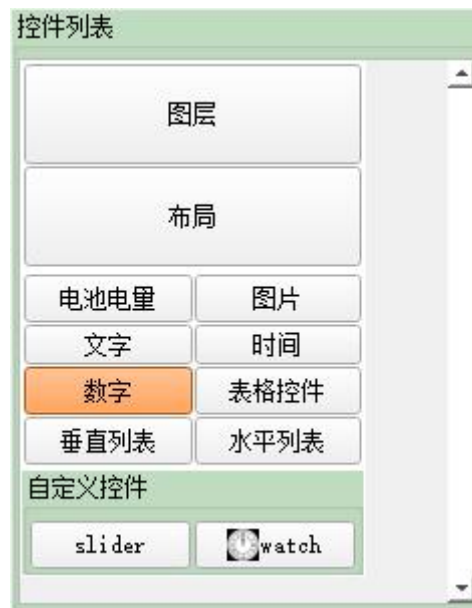 控件列表
图层
布局
电池电量 图片
文字 时间
数字 表格控件
垂直列表 水平列表
自定义控件
slider watch